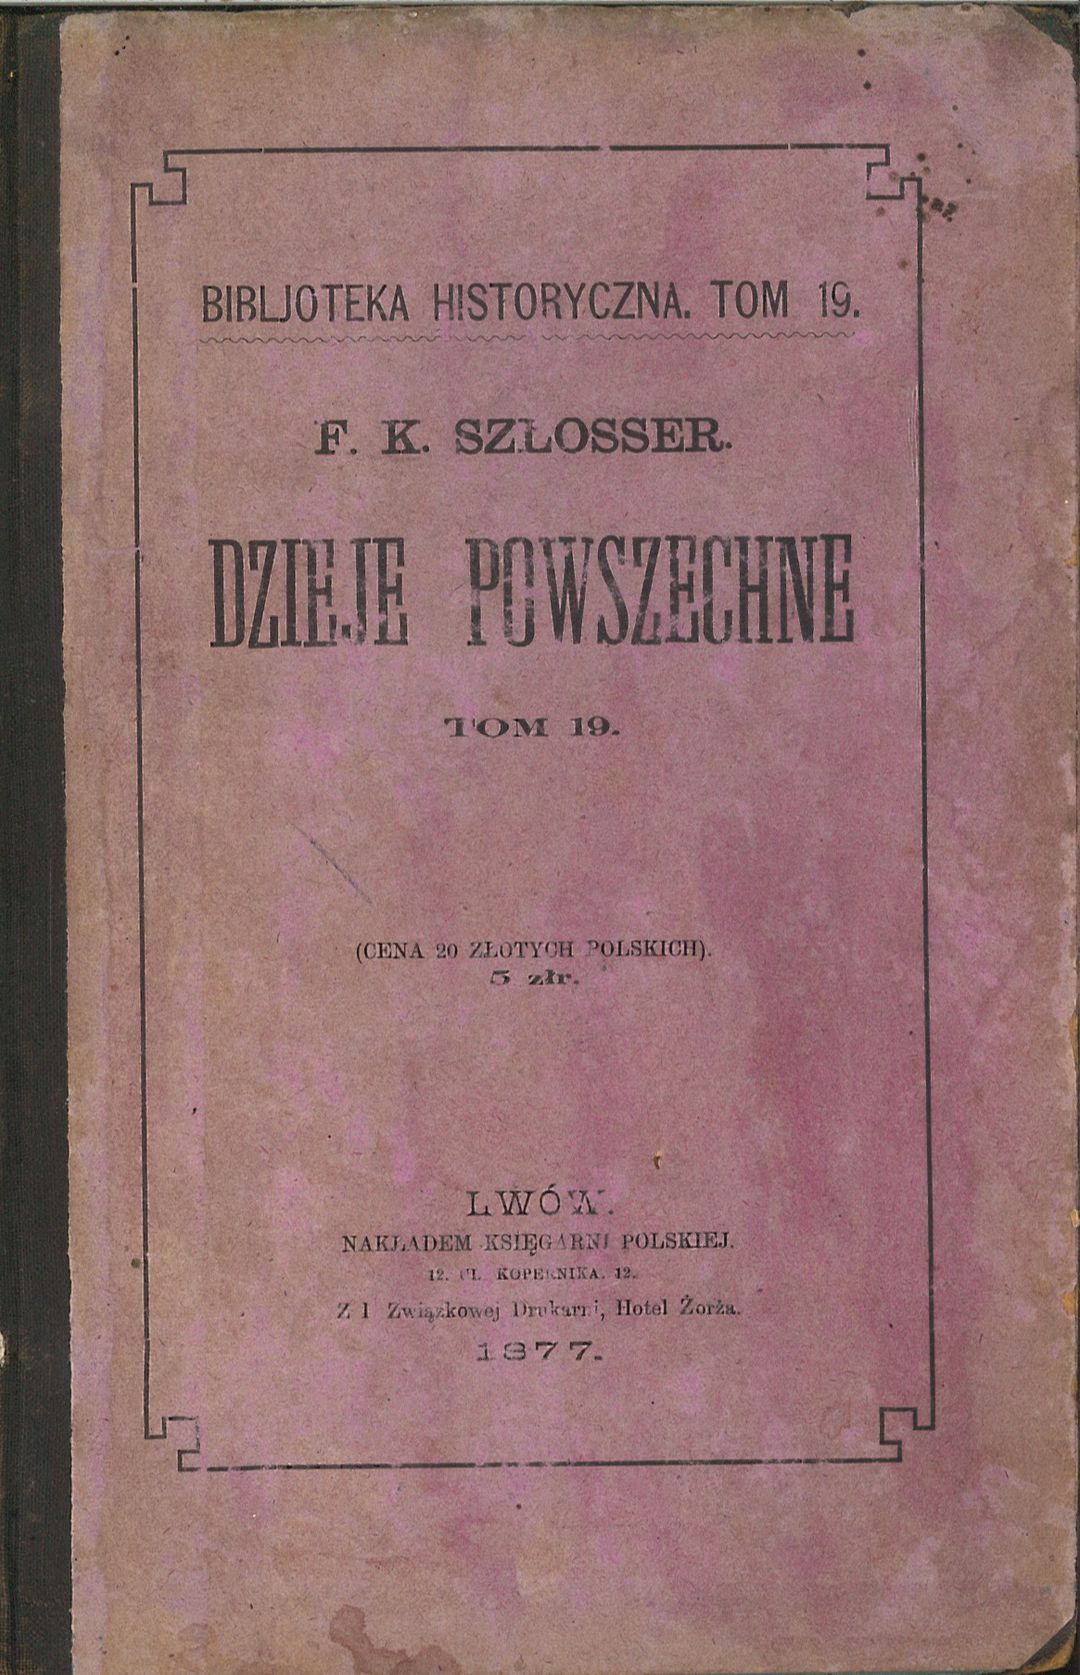 BIBLJOTEKA HISTORYCZNA. TOM 19.
F. K. SZLOSSER.
DZIEJE POWSZECHNE
TOM 19.
(CENA 20 ZŁOTYCH POLSKICH).
5 złr.
LWÓW.
NAKŁADEM KSIĘGARNI POLSKIEJ.
12. UL. KOPERNIKA. 12.
Z I Związkowej Drukarni, Hotel Żorża.
1877.